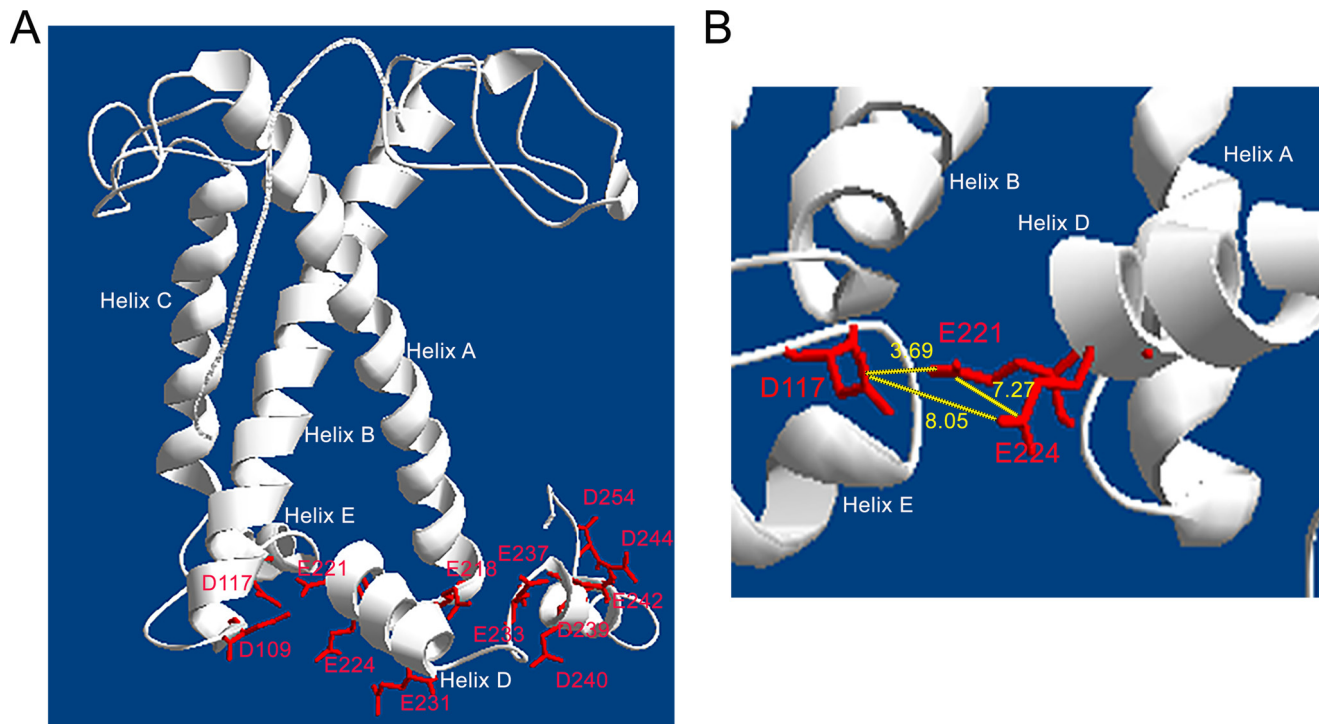 A
Helix C
Helix A
Helix B
Helix E
D254
D244
E237
E218
E221
D117
E242
D239
E233
D109
E224
D240
Helix D
E231
B
Helix A
Helix B
Helix D
E221
3.69
D117
7.27
8.05
E224
Helix E